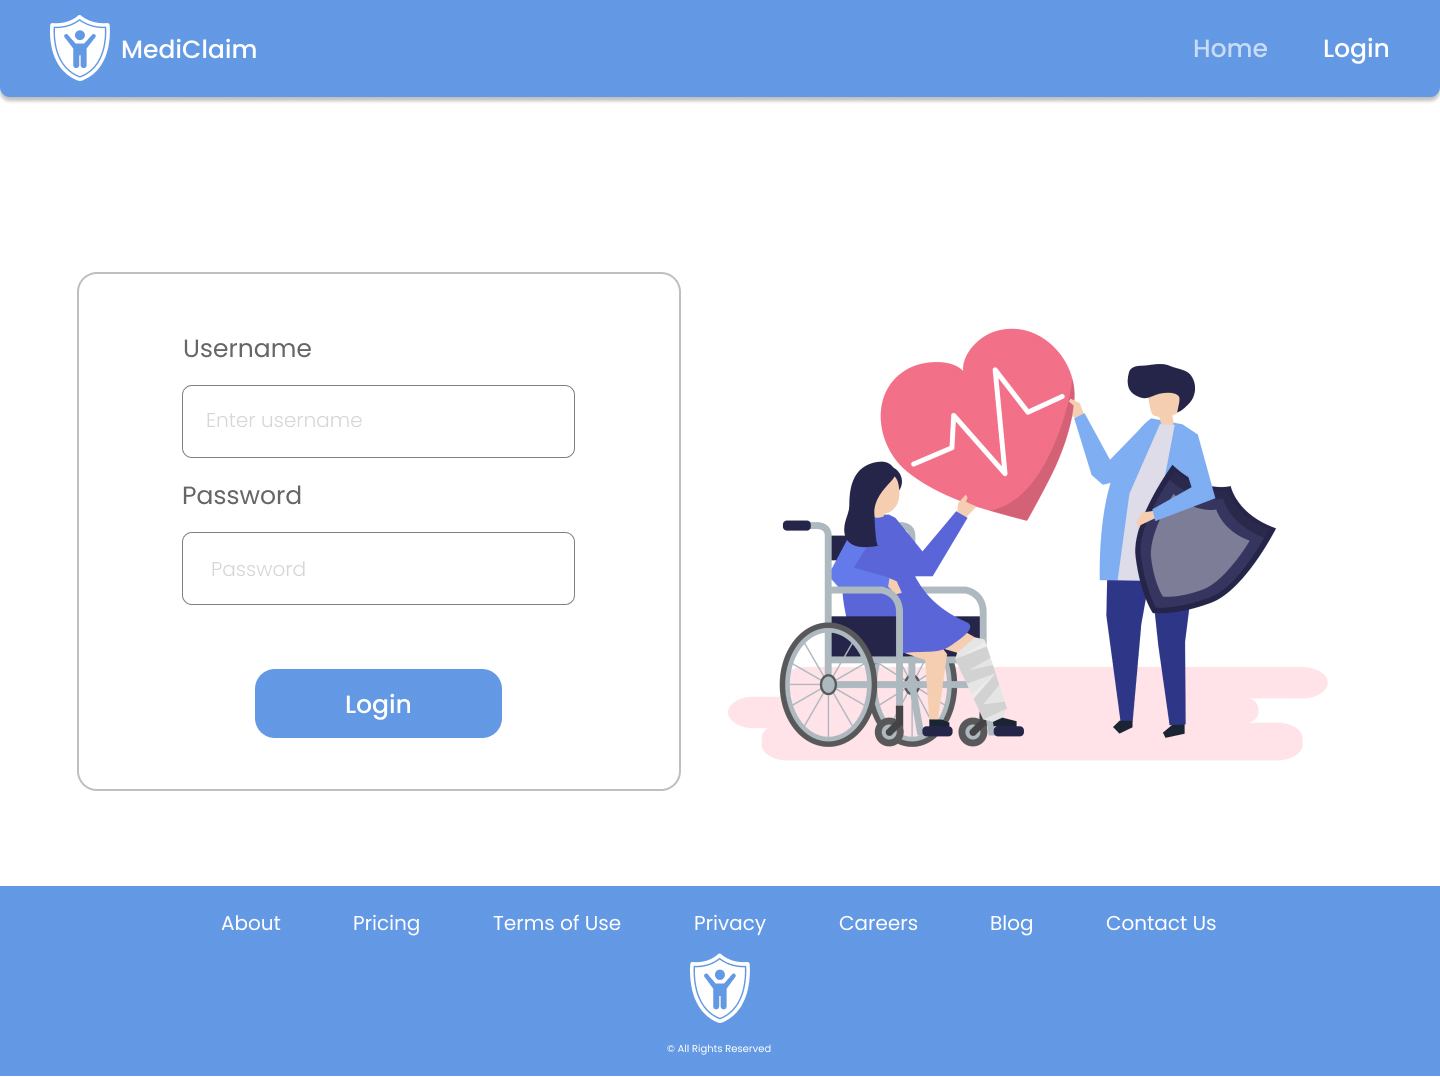 MediClaim
Home
Login
Username
Enter username
Password
Password
Login
About
Pricing
Terms of Use
Privacy
Careers
Blog
Contact Us
© All Rights Reserved